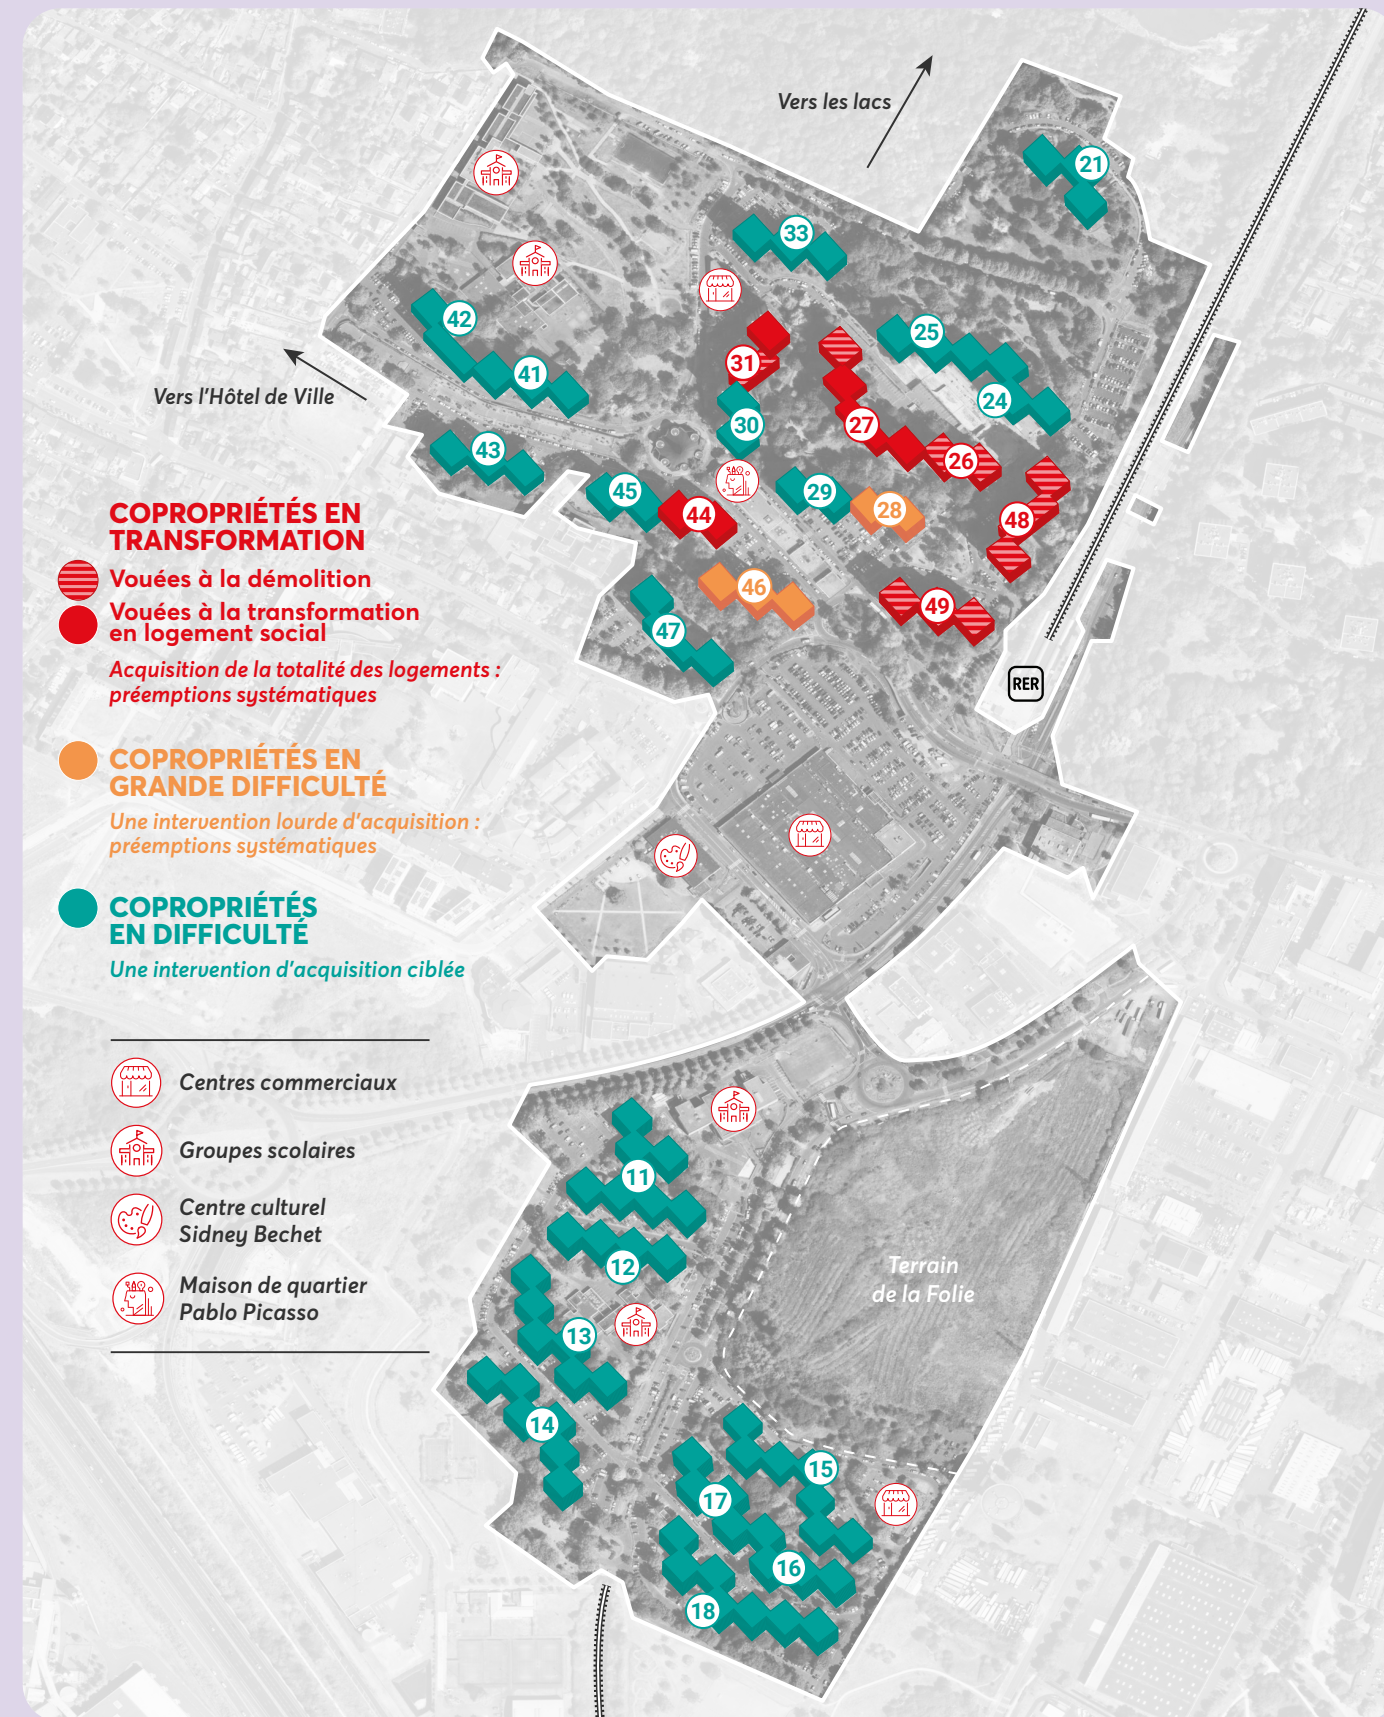 Vers les lacs
21
33
42
25
31
41
24
Vers l'Hôtel de Ville
30
27
43
26
45
29
28
44
48
46
49
47
RER
COPROPRIÉTÉS EN
TRANSFORMATION
Vouées à la démolition
Vouées à la transformation
en logement social
Acquisition de la totalité des logements :
préemptions systématiques
COPROPRIÉTÉS EN
GRANDE DIFFICULTÉ
Une intervention lourde d'acquisition :
préemptions systématiques
COPROPRIÉTÉS
EN DIFFICULTÉ
Une intervention d'acquisition ciblée
Centres commerciaux
Groupes scolaires
Centre culturel
Sidney Bechet
Maison de quartier
Pablo Picasso
11
12
Terrain
de la Folie
13
14
15
17
16
18